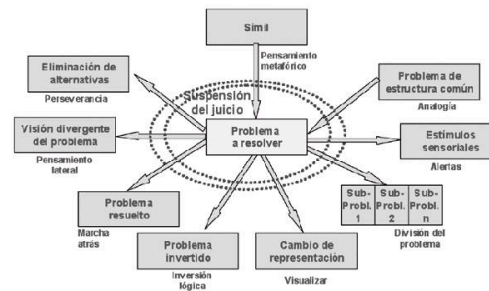 Símil
Pensamiento
metafórico
Eliminación de
alternativas
Perseverancia
Suspensión
del juicio
Problema de
estructura común
Analogía
Visión divergente
del problema
Pensamiento
lateral
Problema
a resolver
Estímulos
sensoriales
Alertas
Problema
resuelto
Marcha
atrás
Problema
invertido
Inversión
lógica
Cambio de
representación
Visualizar
Sub-
Probl.
1
Sub-
Probl.
2
Sub-
Probl.
n
División del
problema